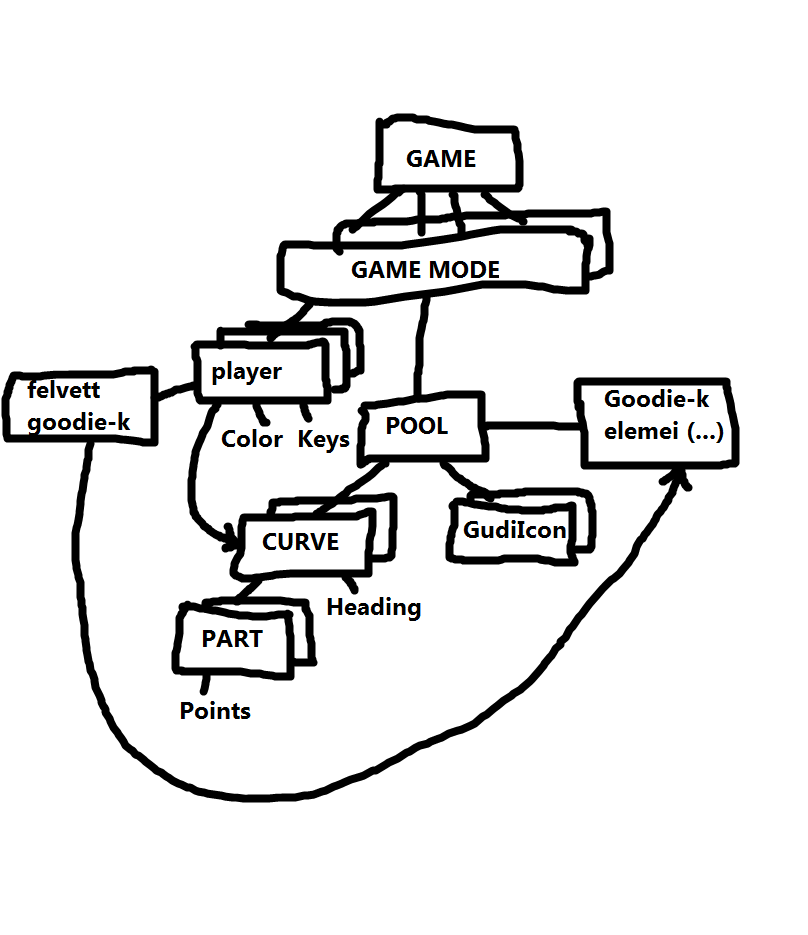 GAME
GAME MODE
player
felvett
goodie-k
Color
Keys
POOL
Goodie-k
elemei (...)
CURVE
GudiIcon
Heading
PART
Points